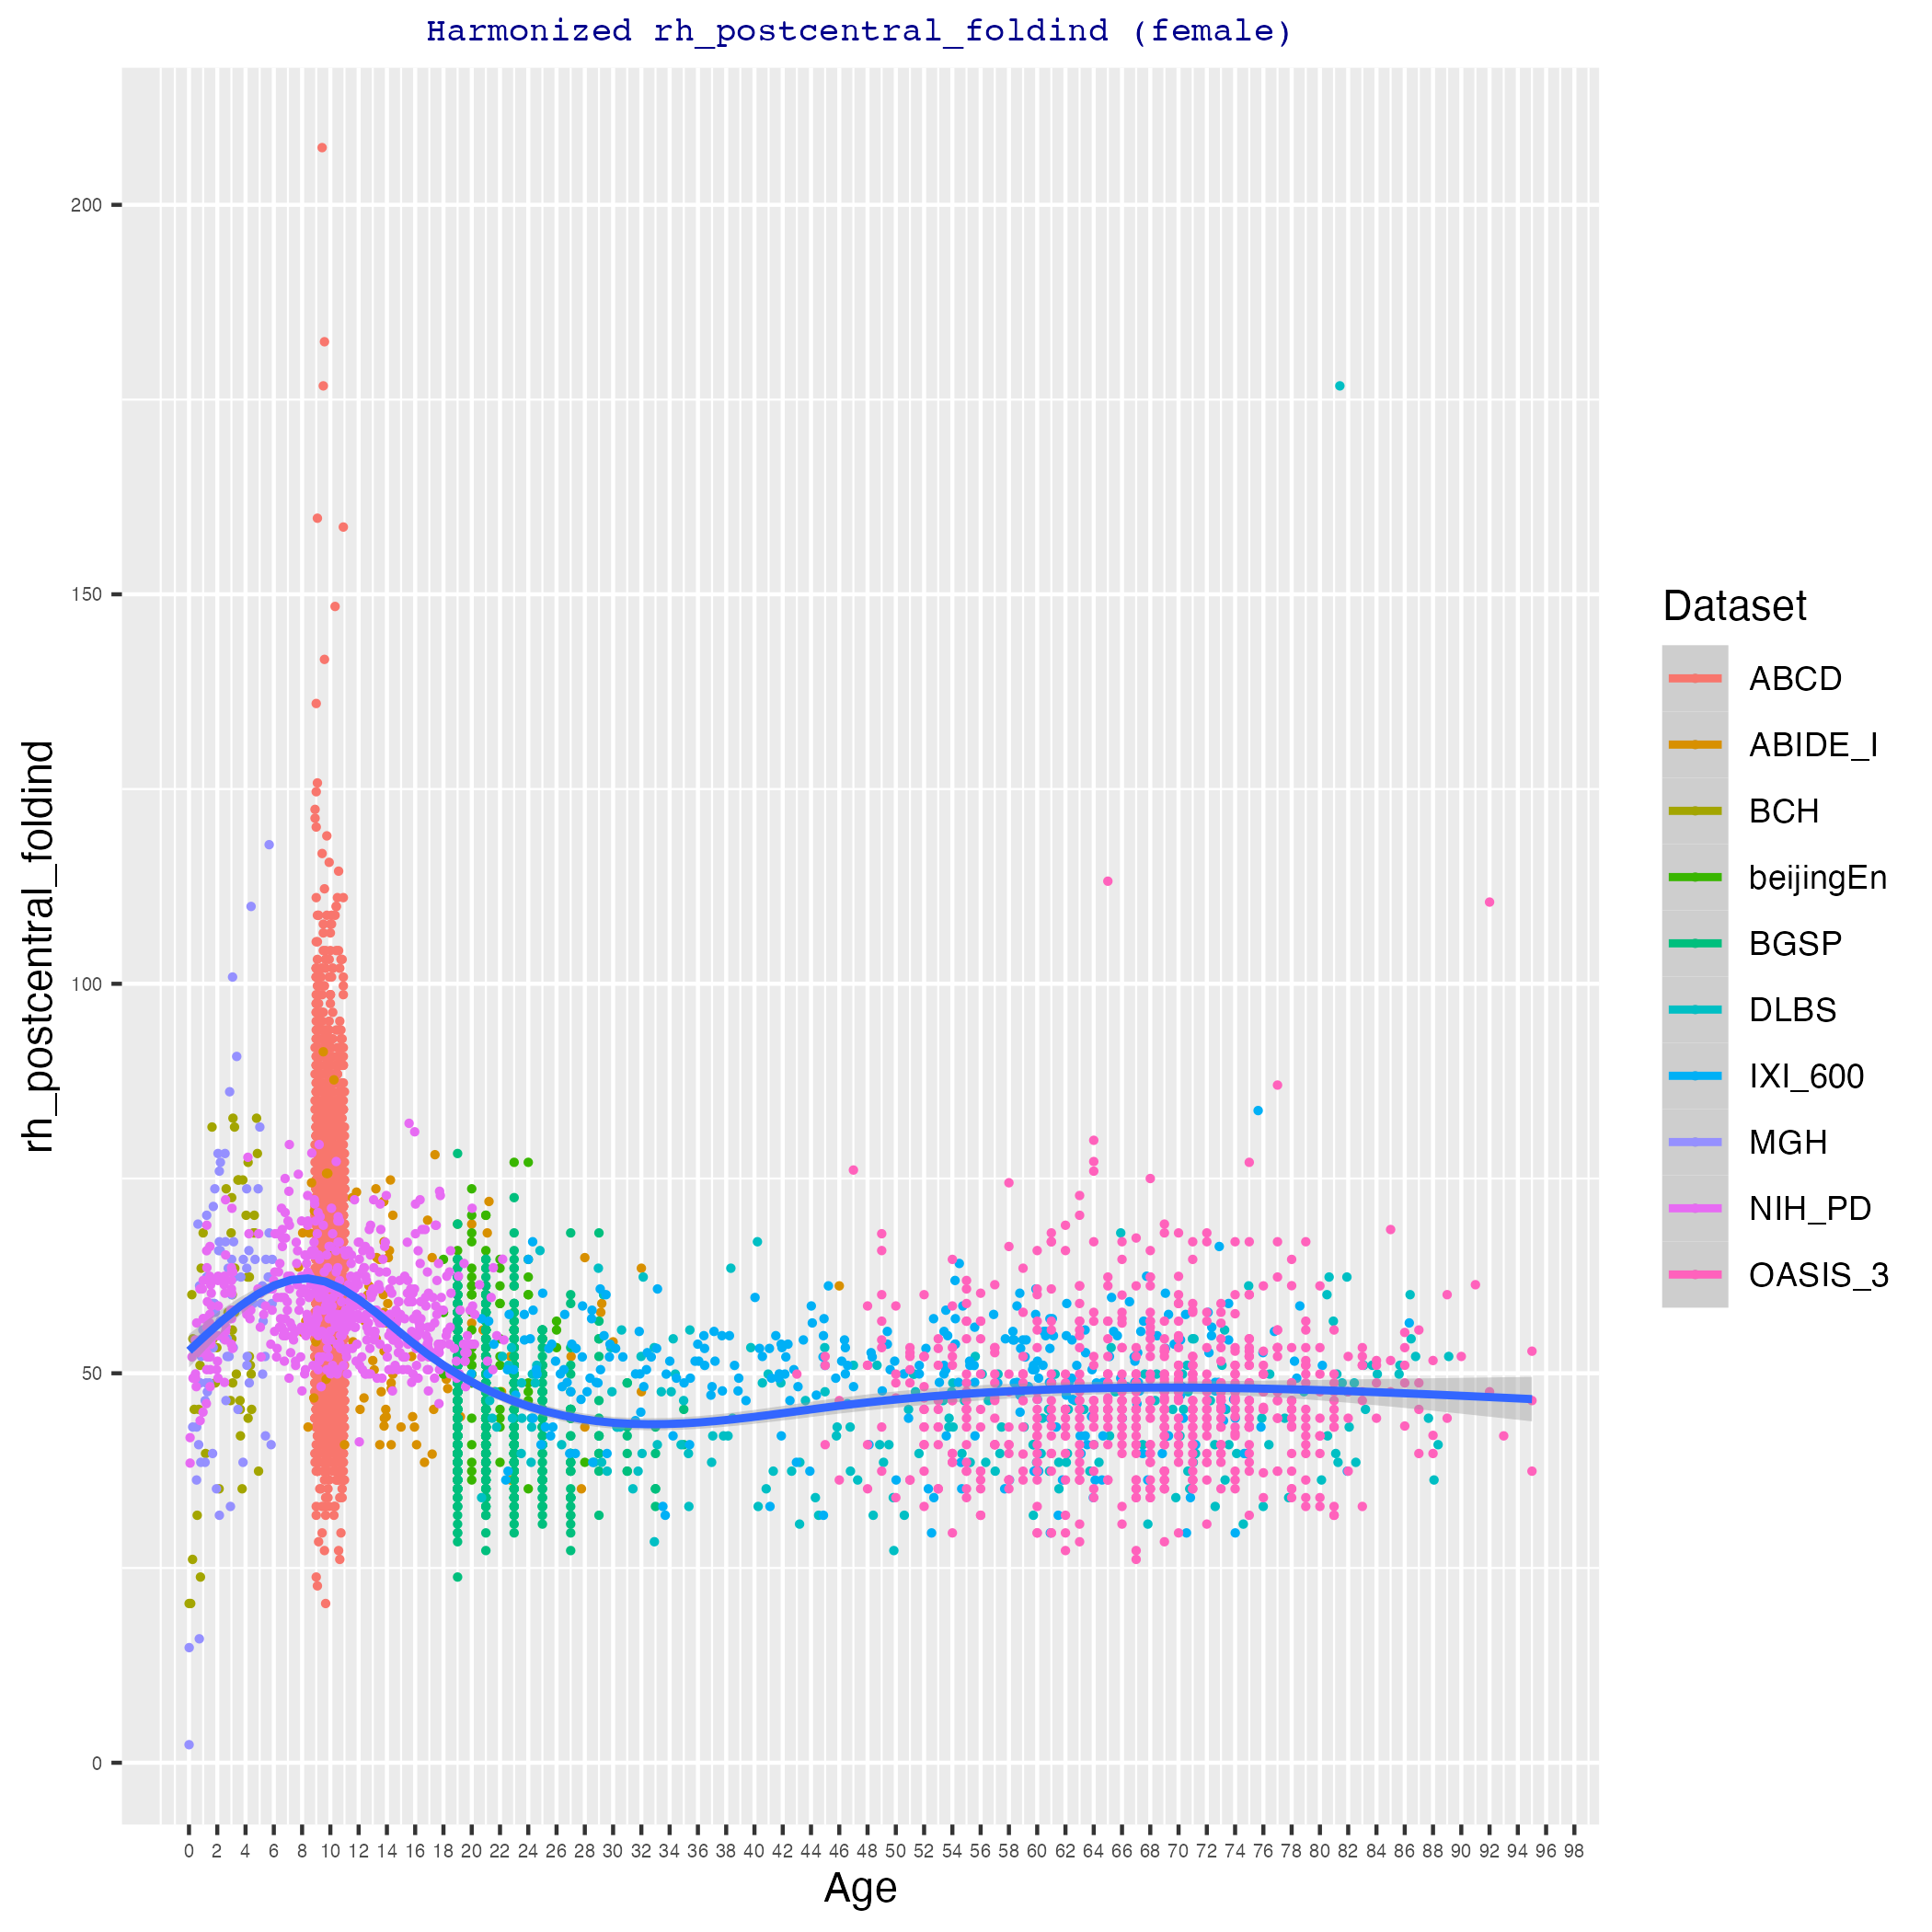 Harmonized rh_postcentral_foldind (female)
rh_postcentral_foldind
200
150
100
50
0
0 2 4 6 8 10 12 14 16 18 20 22 24 26 28 30 32 34 36 38 40 42 44 46 48 50 52 54 56 58 60 62 64 66 68 70 72 74 76 78 80 82 84 86 88 90 92 94 96 98
Age
Dataset
ABCD
ABIDE_I
BCH
beijingEn
BGSP
DLBS
IXI_600
MGH
NIH_PD
OASIS_3